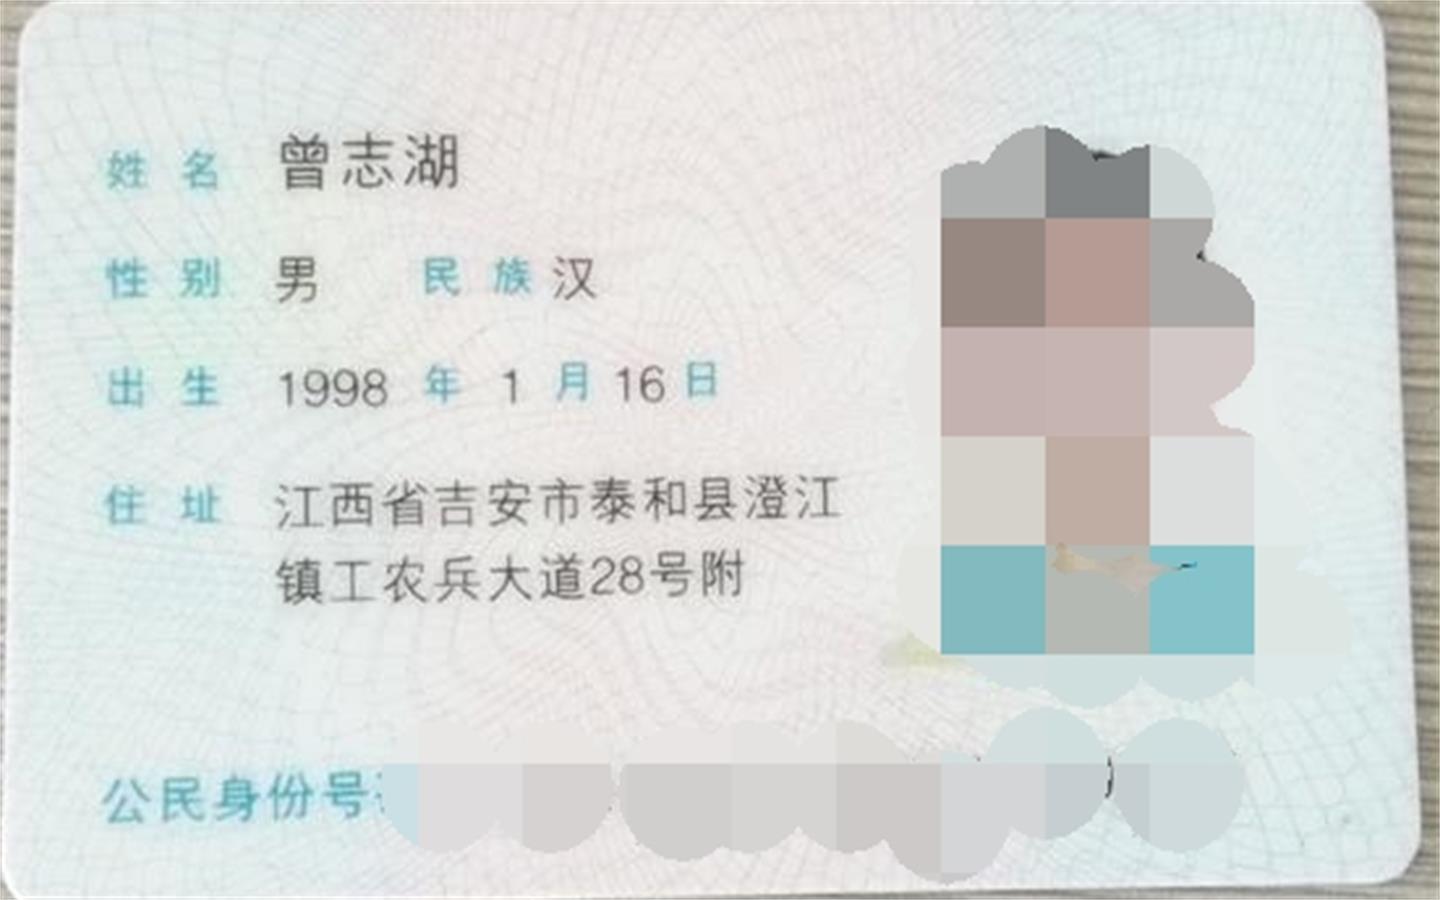 姓名 曾志湖
性别 男 民族 汉
出生 1998 年 1 月 16 日
住址 江西省吉安市泰和县澄江
镇工农兵大道28号附
公民身份号